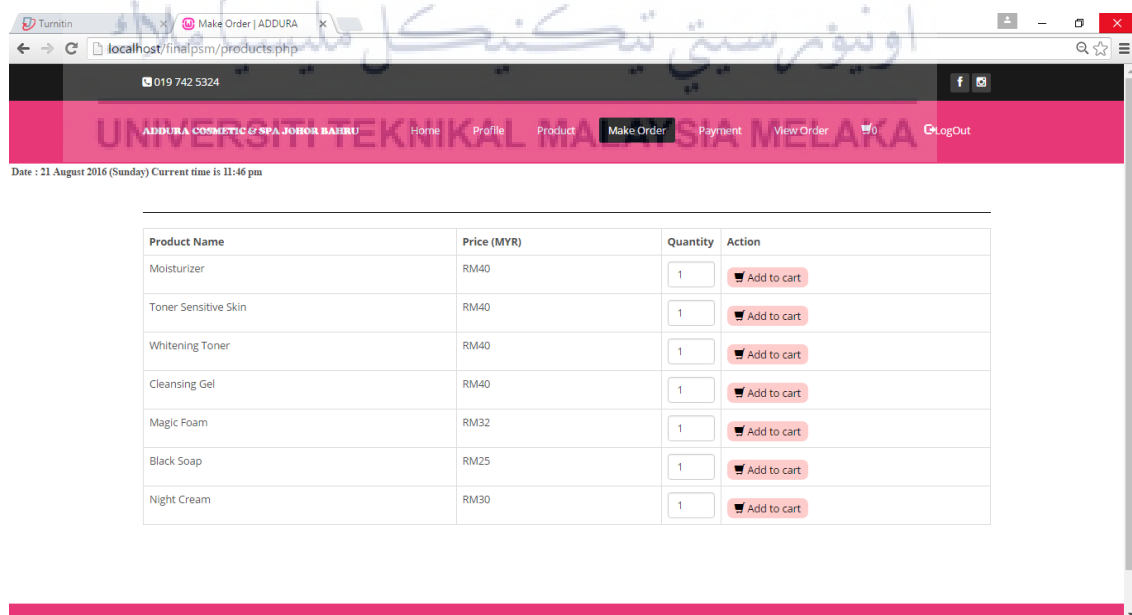 Turnitin
Make Order | ADDURA
اونيۏرسيتي تيكنيكل مليسيا ملاك
localhost/finalpsm/products.php
019 742 5324
UNIVERSITI TEKNIKAL MALAYSIA MELAKA
ADDURA COSMETIC & SPA JOHOR BAHRU Home Profile Product Make Order Payment View Order 0 LogOut
Date : 21 August 2016 (Sunday) Current time is 11:46 pm
Product Name Price (MYR) Quantity Action
Moisturizer RM40 1 Add to cart
Toner Sensitive Skin RM40 1 Add to cart
Whitening Toner RM40 1 Add to cart
Cleansing Gel RM40 1 Add to cart
Magic Foam RM32 1 Add to cart
Black Soap RM25 1 Add to cart
Night Cream RM30 1 Add to cart